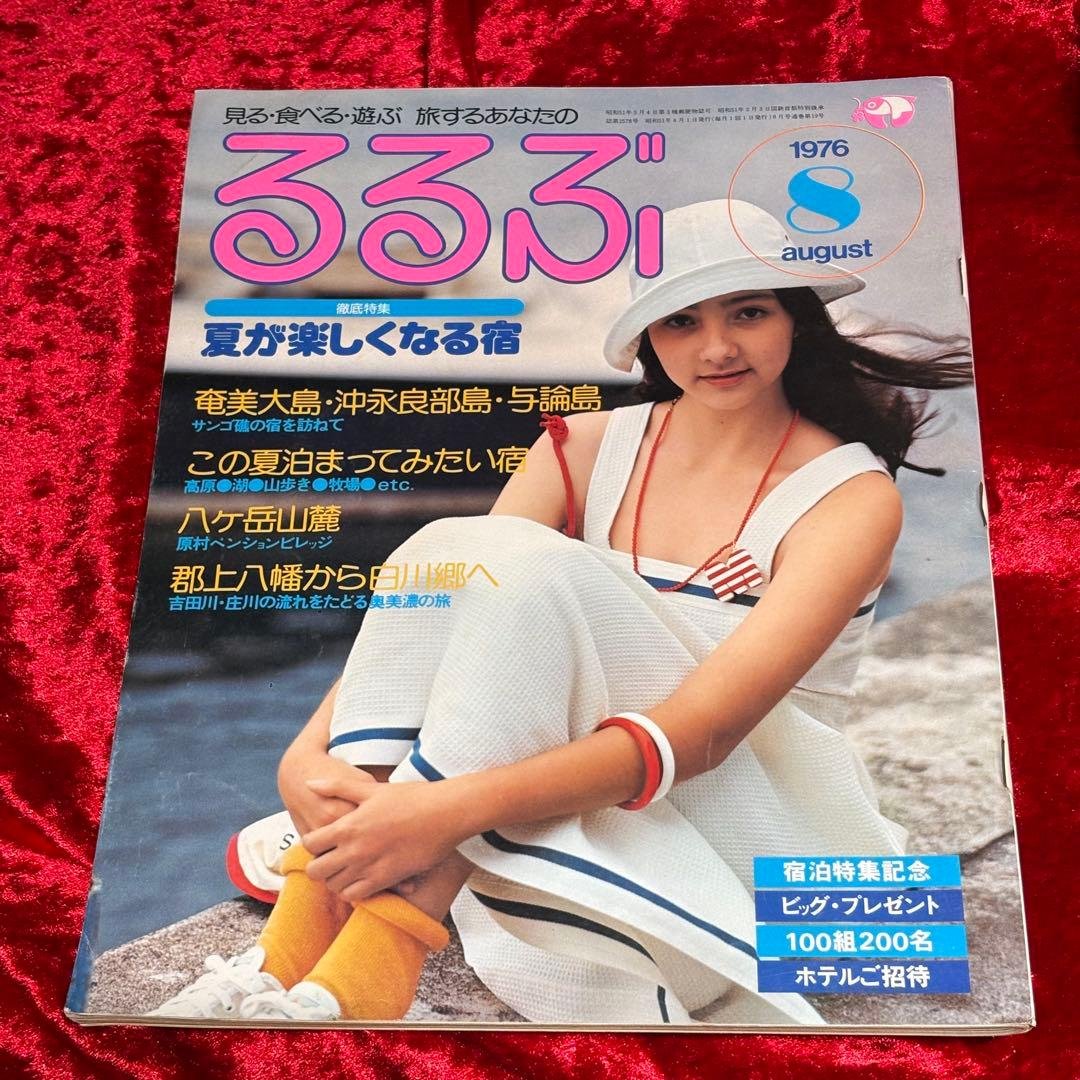 見る・食べる・遊ぶ 旅するあなたの
るるぶ
1976
8
august
徹底特集
夏が楽しくなる宿
奄美大島・沖永良部島・与論島
サンゴ礁の宿を訪ねて
この夏泊まってみたい宿
高原●湖●山歩き●牧場●etc.
八ケ岳山麓
原村ペンションビレッジ
郡上八幡から白川郷へ
吉田川・庄川の流れをたどる奥美濃の旅
S
宿泊特集記念
ビッグ・プレゼント
100組200名
ホテルご招待